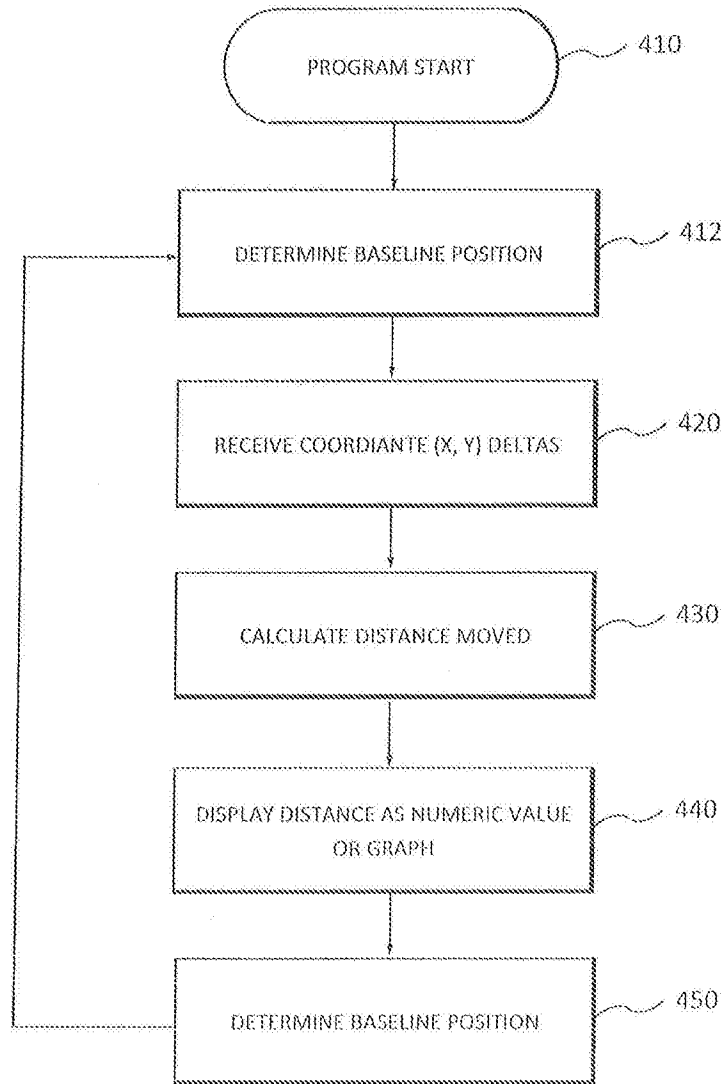 PROGRAM START
410
DETERMINE BASELINE POSITION
412
RECEIVE COORDIANTE (X, Y) DELTAS
420
CALCULATE DISTANCE MOVED
430
DISPLAY DISTANCE AS NUMERIC VALUE
OR GRAPH
440
DETERMINE BASELINE POSITION
450